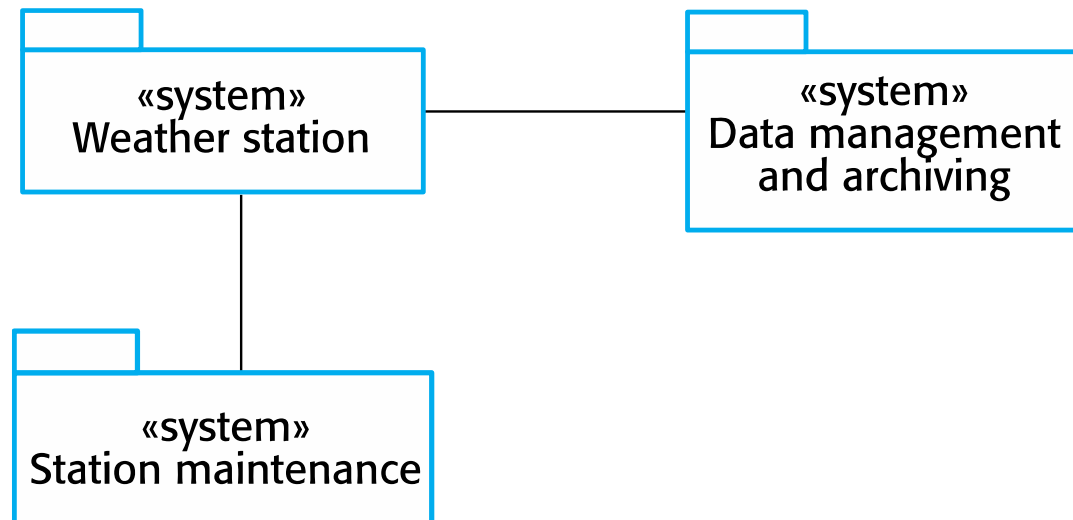 «system»
Weather station
«system»
Data management
and archiving
«system»
Station maintenance